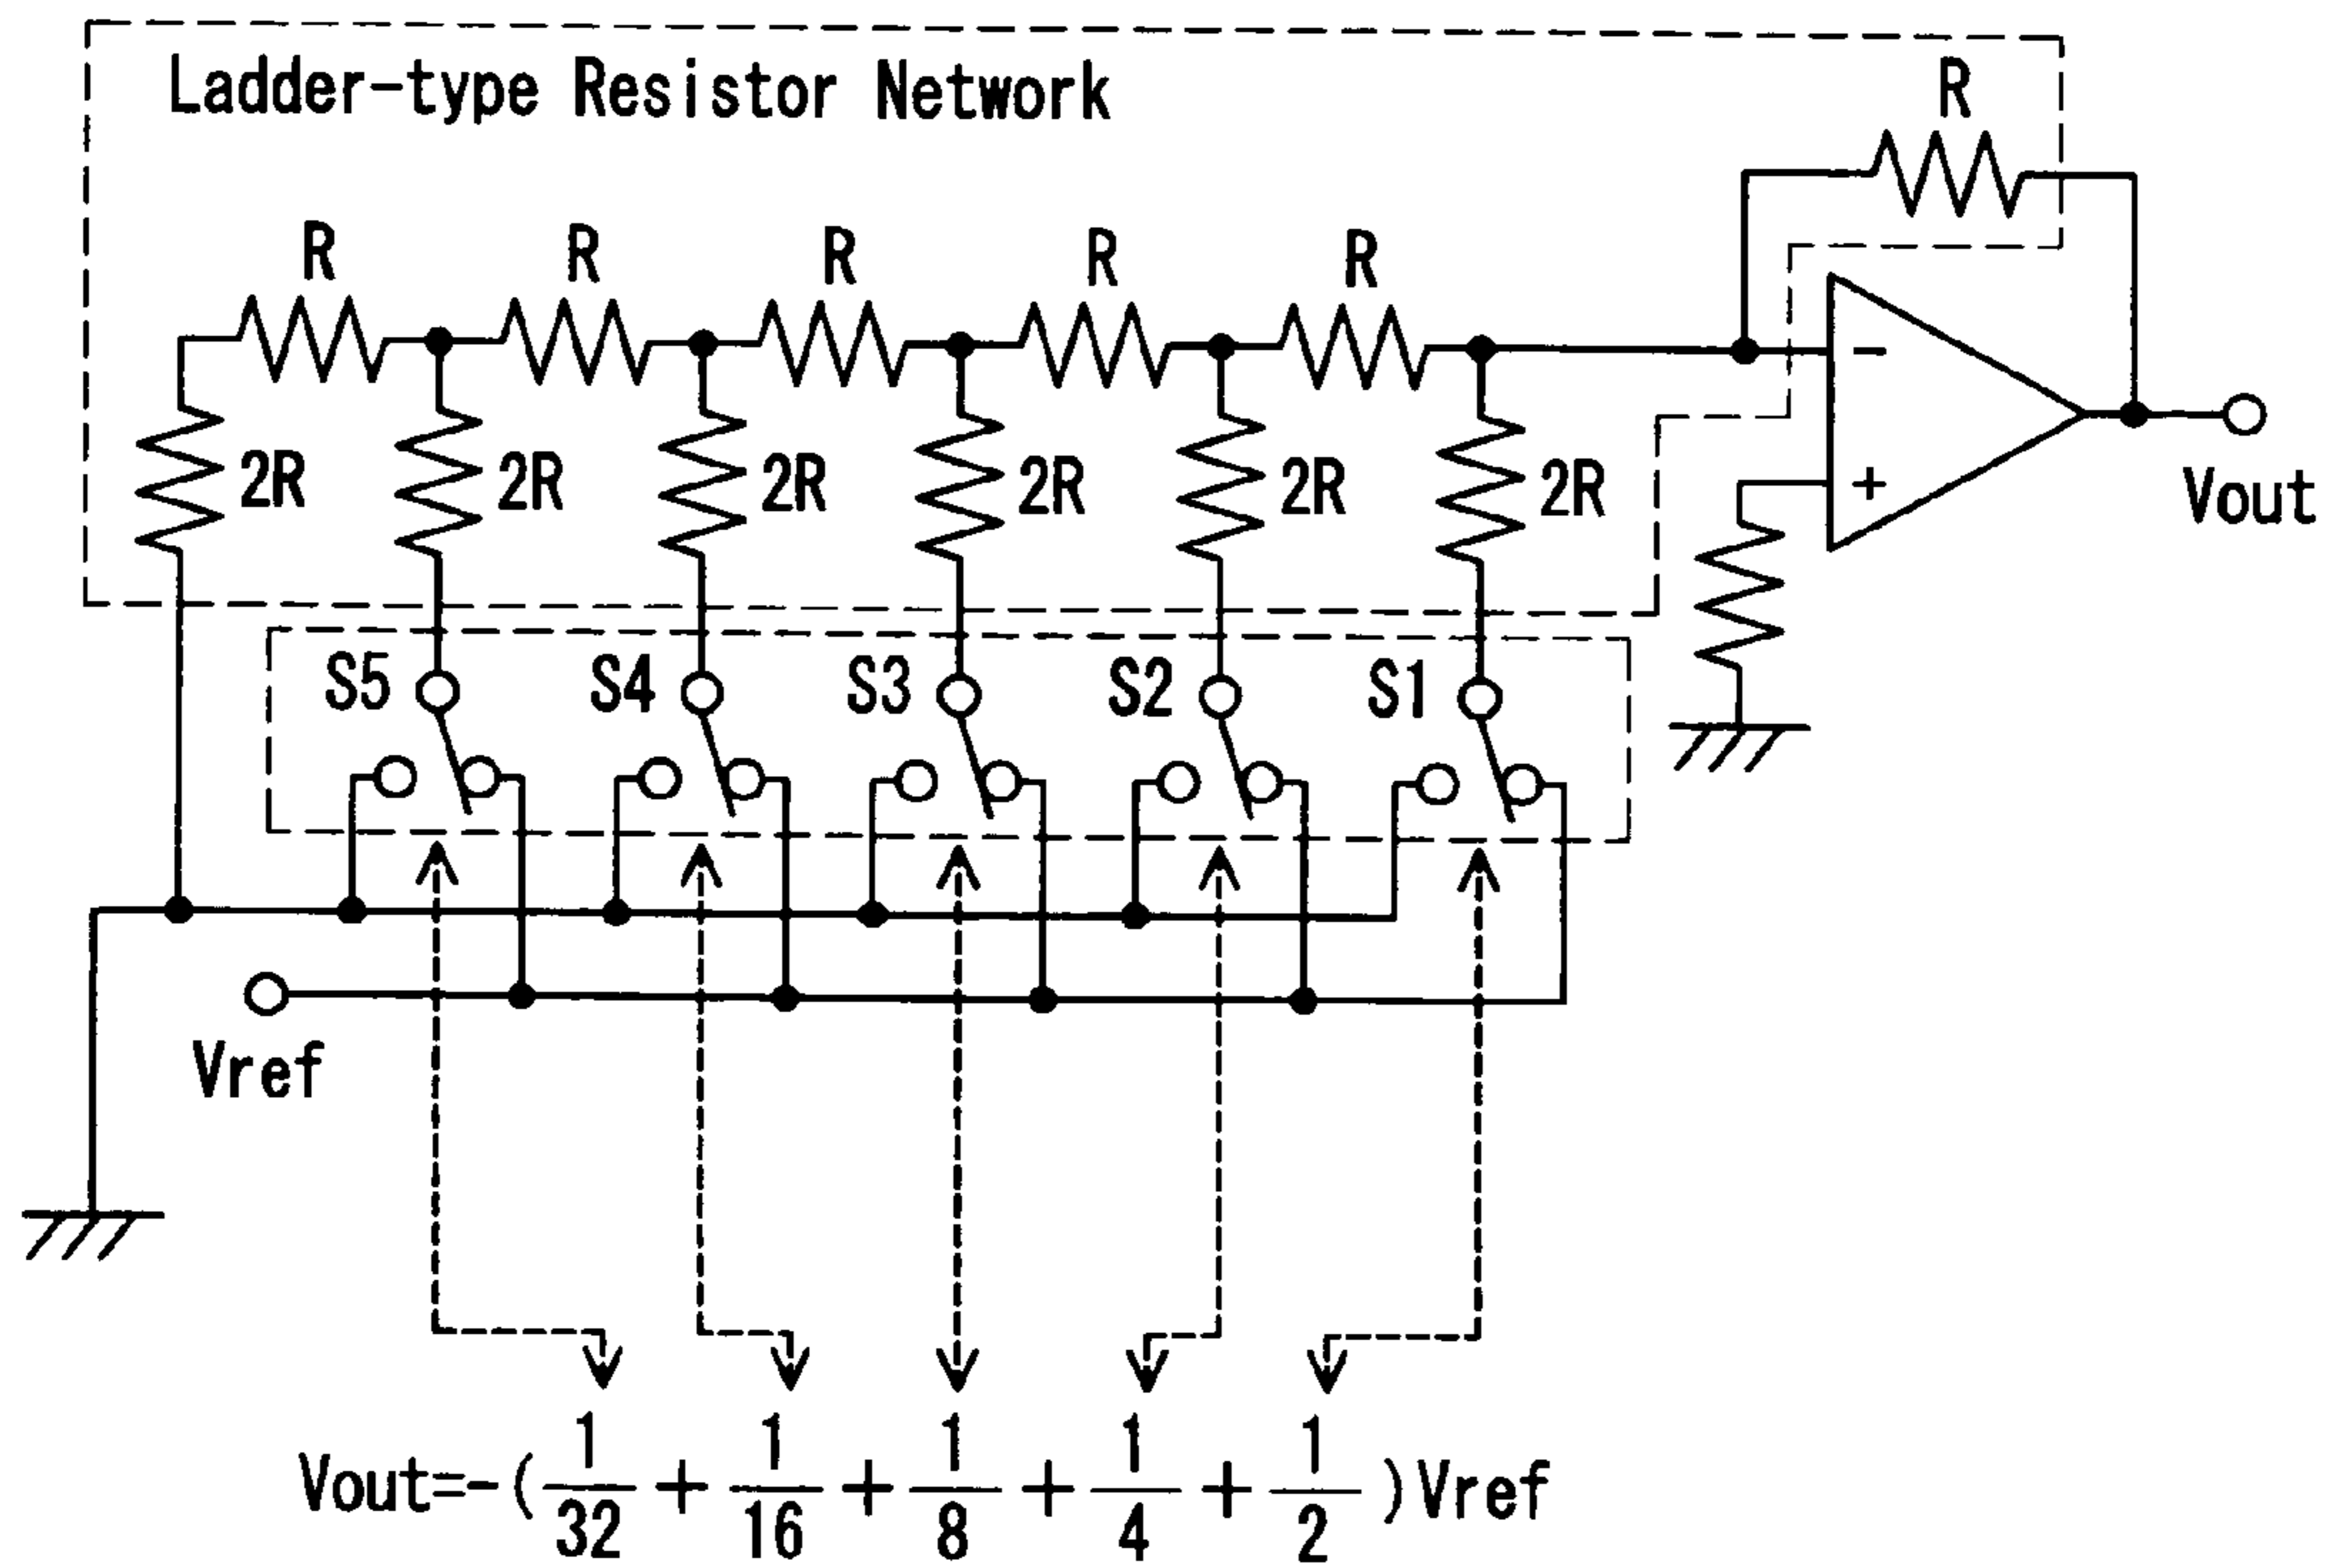 Ladder-type Resistor Network
R
R R R R R
2R 2R 2R 2R 2R 2R
-
+
Vout
S5 S4 S3 S2 S1
Vref
Vout=-(1/32 + 1/16 + 1/8 + 1/4 + 1/2)Vref